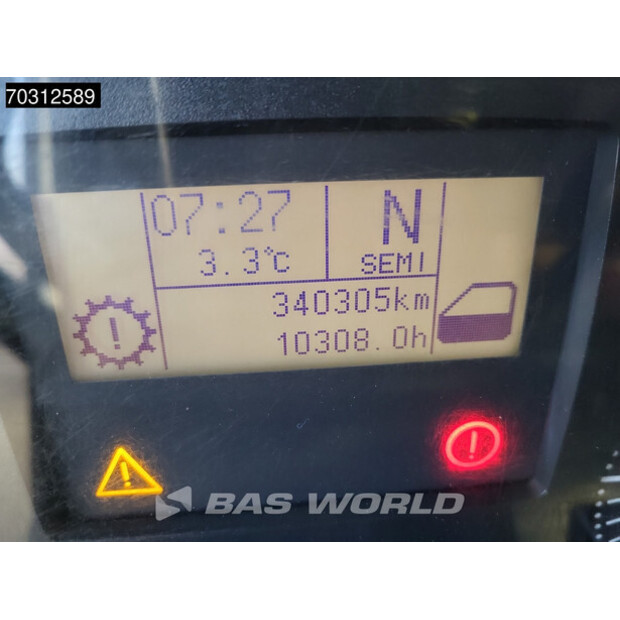 70312589
07:27
N
3.3°C
SEMI
340305km
10308.0h
BAS WORLD